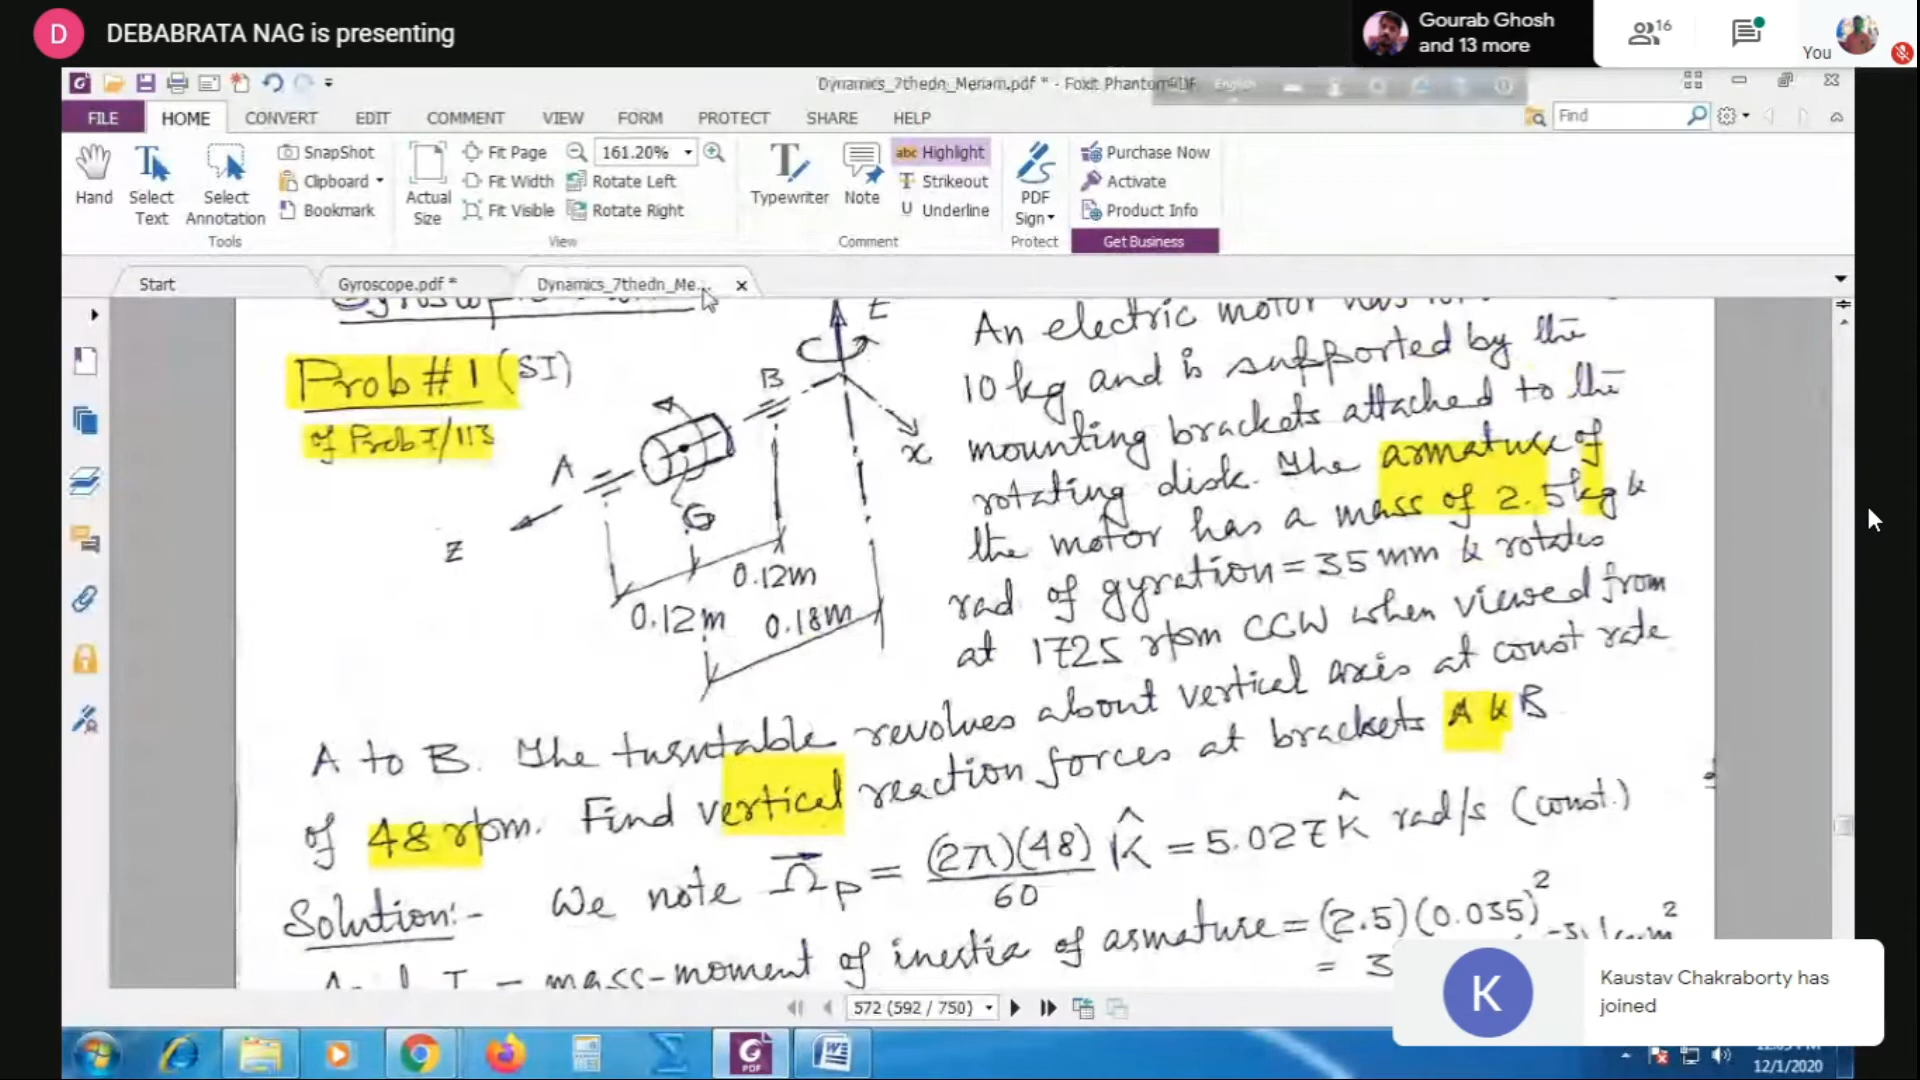 D
DEBABRATA NAG is presenting
Gourab Ghosh
and 13 more
16
You
Dynamics_7thedn_Meriam.pdf * - Foxit PhantomPDF
English
FILE
HOME
CONVERT
EDIT
COMMENT
VIEW
FORM
PROTECT
SHARE
HELP
Find
Hand
Select
Text
Select
Annotation
SnapShot
Clipboard
Bookmark
Tools
Actual
Size
Fit Page
Fit Width
Fit Visible
161.20%
Rotate Left
Rotate Right
View
Typewriter
Note
abc Highlight
T Strikeout
U Underline
Comment
PDF
Sign
Protect
Purchase Now
Activate
Product Info
Get Business
Start
Gyroscope.pdf *
Dynamics_7thedn_Me...
Prob # 1 (SI)
of Prob 7/113
A
B
G
x
z
0.12m
0.12m
0.18m
An electric motor has
10 kg and is supported by the
mounting brackets attached to the
rotating disk. The armature of
the motor has a mass of 2.5 kg &
rad of gyration = 35 mm & rotates
at 1725 rpm CCW when viewed from
A to B. The turntable revolves about vertical axis at const rate
of 48 rpm. Find vertical reaction forces at brackets A & B
Solution:- We note Ω⃗p = (2π)(48)/60 K̂ = 5.027 K̂ rad/s (const.)
I = mass-moment of inertia of armature = (2.5)(0.035)²
= 3
572 (592 / 750)
K
Kaustav Chakraborty has
joined
PDF
12/1/2020